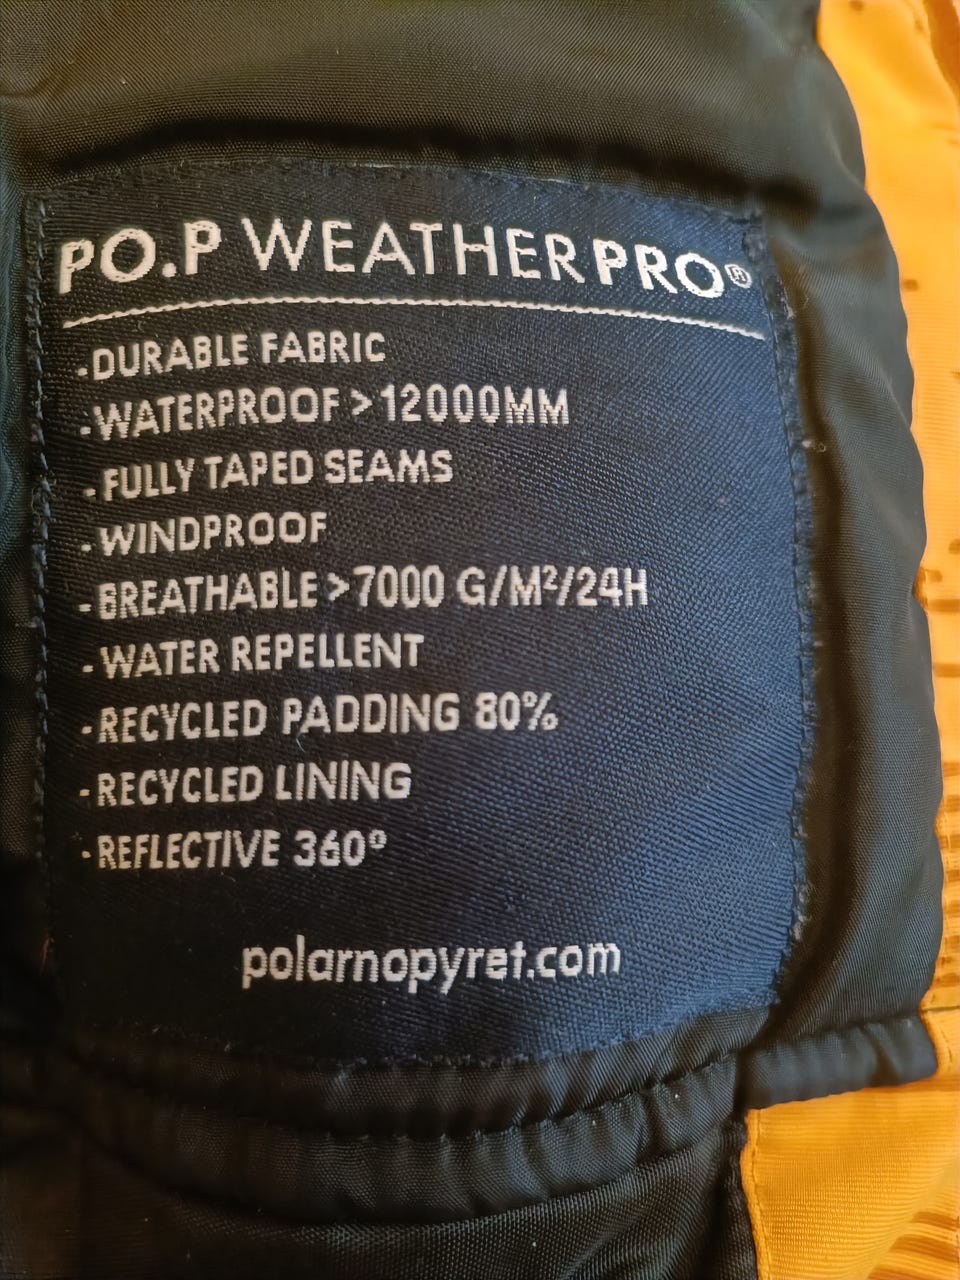 PO.P WEATHERPRO®
-DURABLE FABRIC
-WATERPROOF >12000MM
-FULLY TAPED SEAMS
-WINDPROOF
-BREATHABLE >7000 G/M²/24H
-WATER REPELLENT
-RECYCLED PADDING 80%
-RECYCLED LINING
-REFLECTIVE 360°
polarnopyret.com